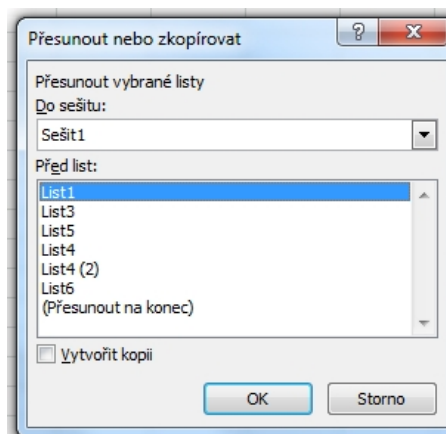 Přesunout nebo zkopírovat
Přesunout vybrané listy
Do sešitu:
Sešit1
Před list:
List1
List3
List5
List4
List4 (2)
List6
(Přesunout na konec)
Vytvořit kopii
OK Storno